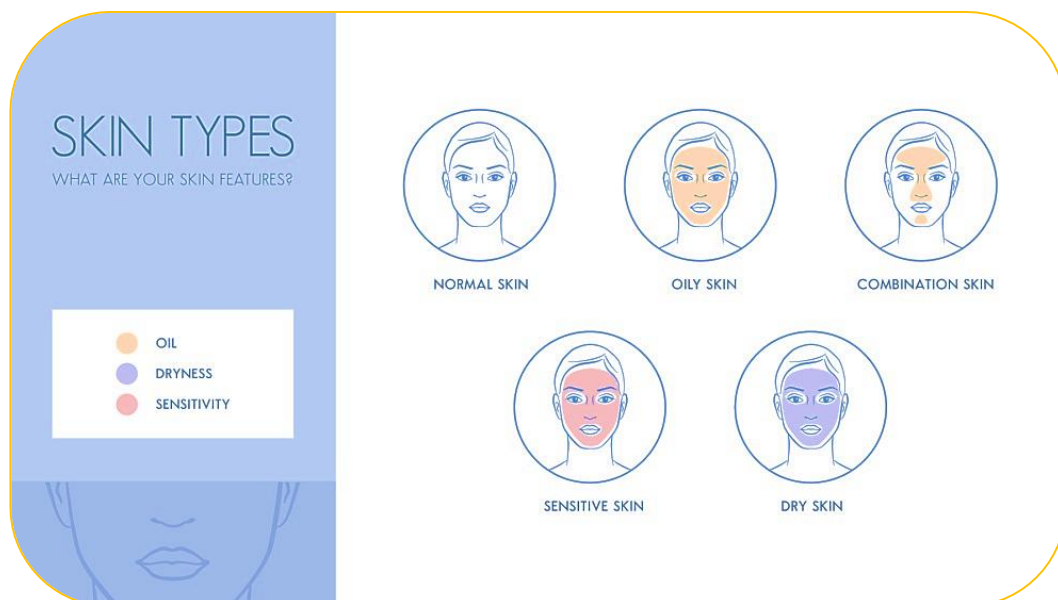 SKIN TYPES
WHAT ARE YOUR SKIN FEATURES?
OIL
DRYNESS
SENSITIVITY
NORMAL SKIN
OILY SKIN
COMBINATION SKIN
SENSITIVE SKIN
DRY SKIN